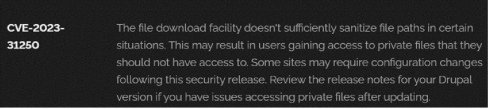 CVE-2023-
31250
The file download facility doesn't sufficiently sanitize file paths in certain
situations. This may result in users gaining access to private files that they
should not have access to. Some sites may require configuration changes
following this security release. Review the release notes for your Drupal
version if you have issues accessing private files after updating.